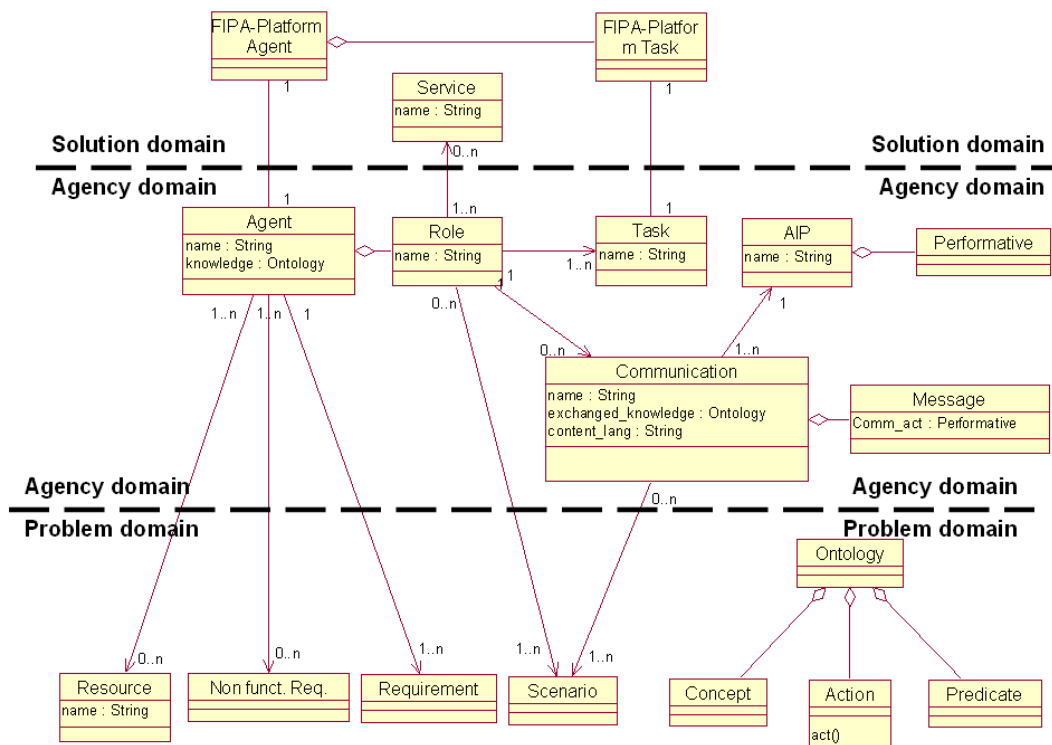 FIPA-Platform
Agent
FIPA-Platfor
m Task
1
1
Service
name : String
Solution domain
Solution domain
0..n
Agency domain
Agency domain
1
1..n
1
Agent
name : String
knowledge : Ontology
Role
name : String
Task
name : String
AIP
name : String
Performative
1..n
1
1
0..n
1..n
1..n
1
1
0..n
1..n
Communication
name : String
exchanged_knowledge : Ontology
content_lang : String
Message
Comm_act : Performative
Agency domain
Agency domain
0..n
Problem domain
Problem domain
Ontology
0..n
0..n
1..n
1..n
1..n
Resource
name : String
Non funct. Req.
Requirement
Scenario
Concept
Action
act()
Predicate